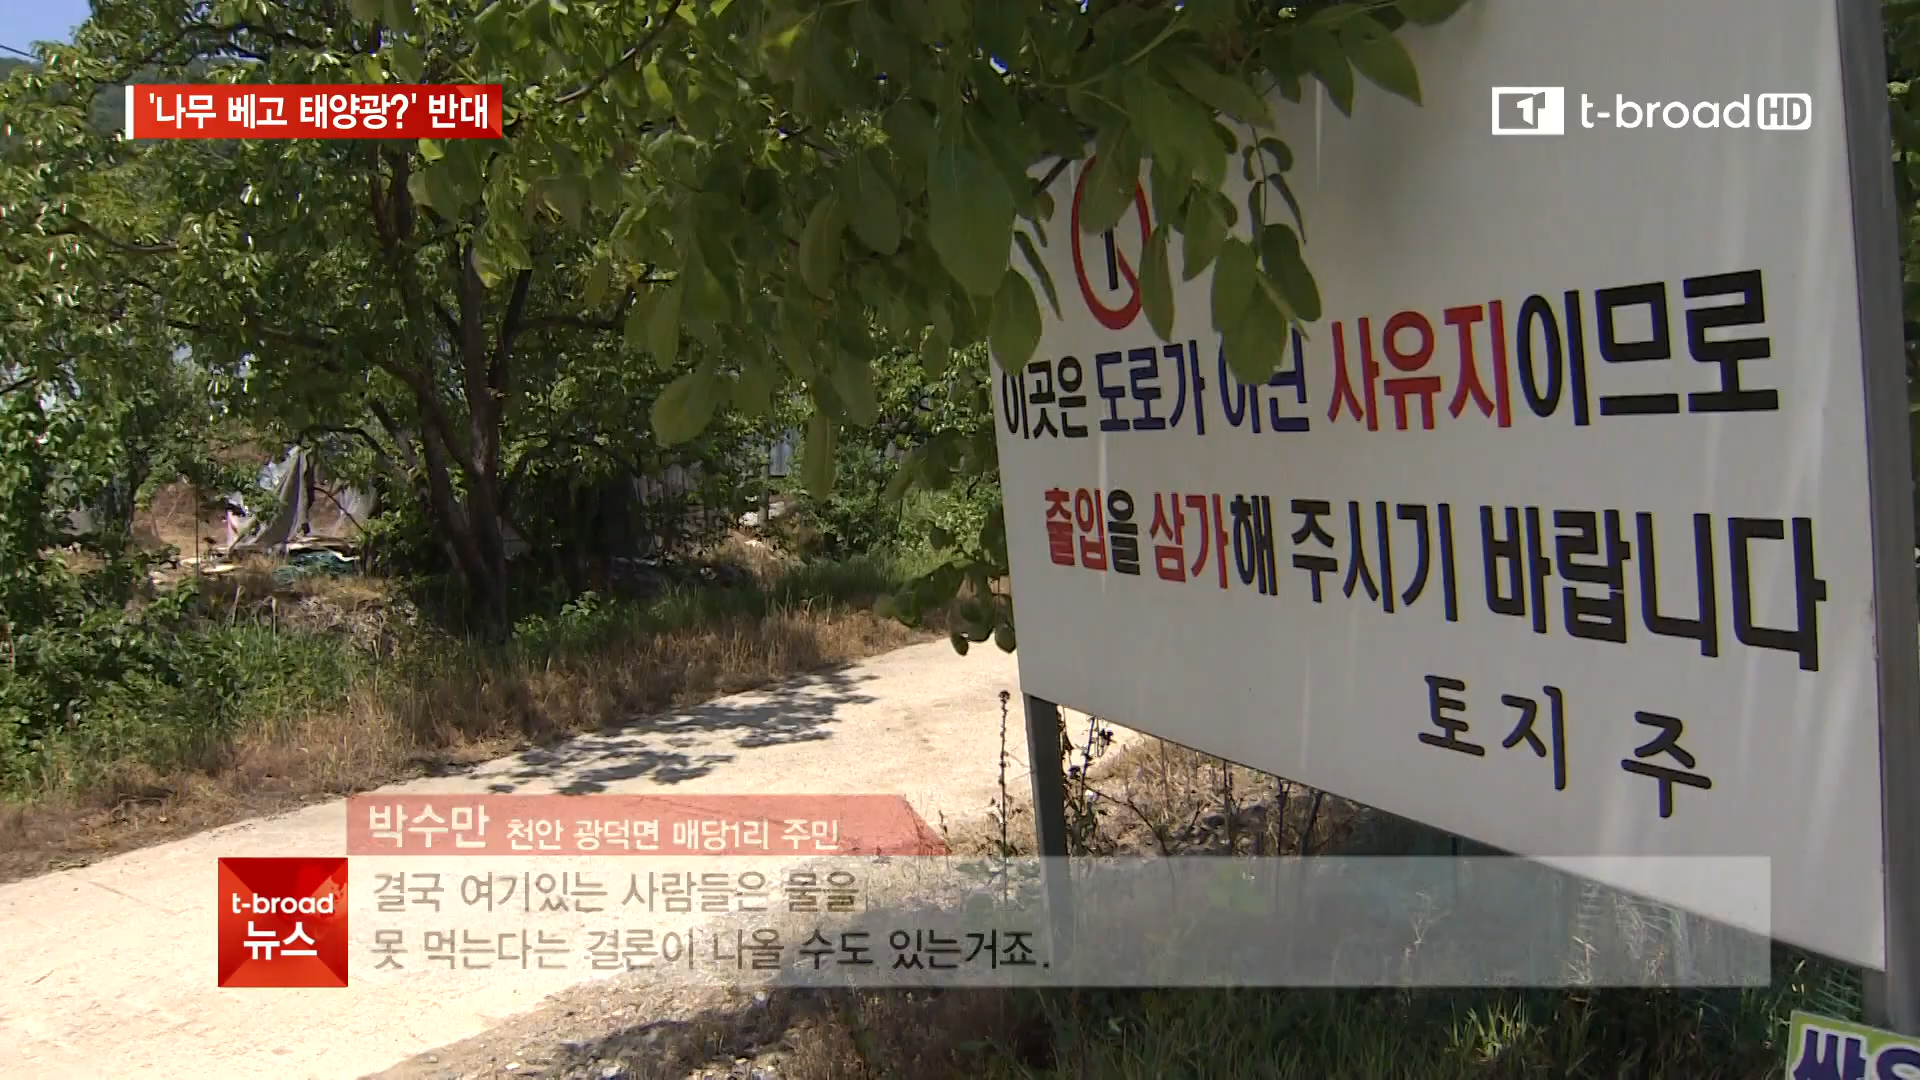 '나무 베고 태양광?' 반대
t-broad HD
이곳은 도로가 아닌 사유지이므로
출입을 삼가해 주시기 바랍니다
토지 주
박수만 천안 광덕면 매당1리 주민
t-broad
뉴스
결국 여기있는 사람들은 물을
못 먹는다는 결론이 나올 수도 있는거죠.